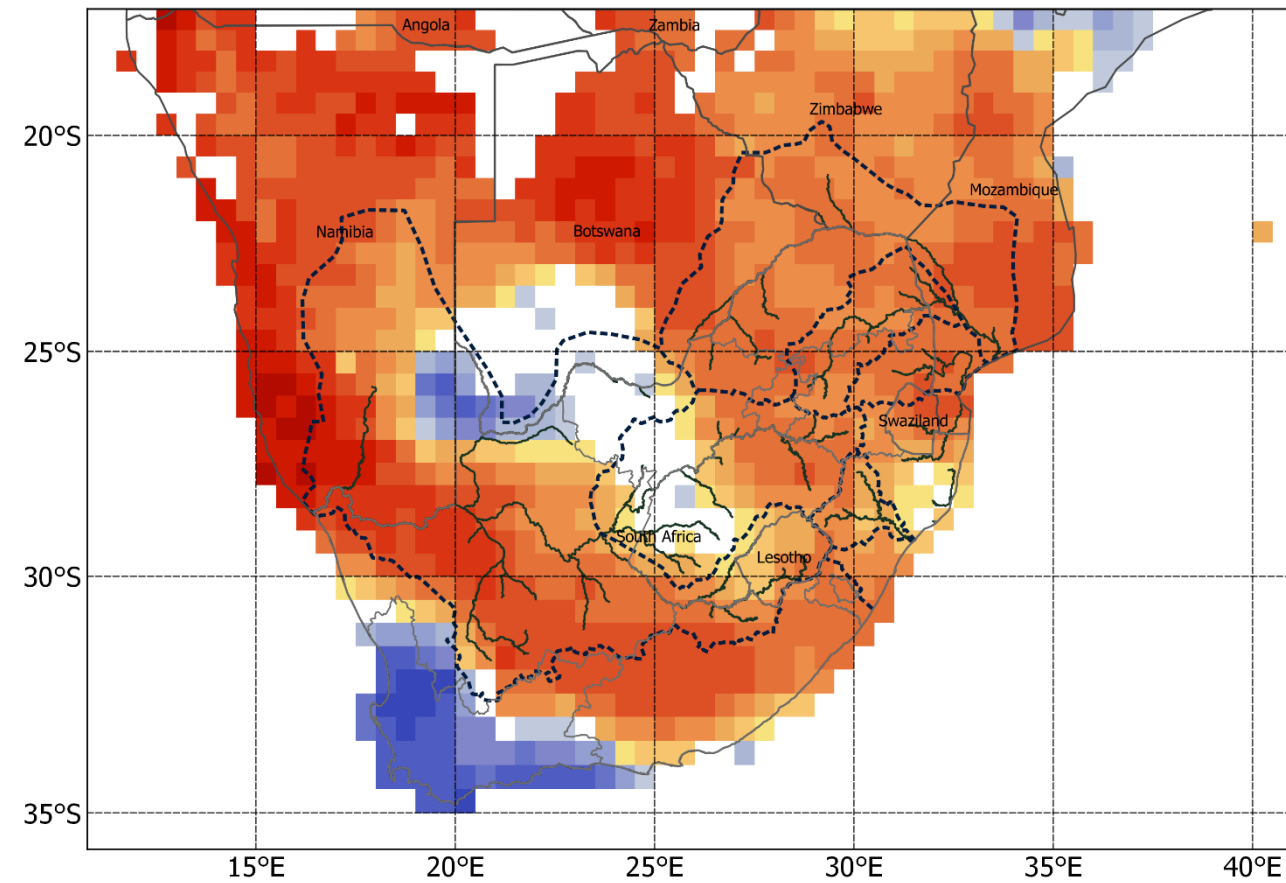 Angola
Zambia
Zimbabwe
20°S
Mozambique
Namibia
Botswana
25°S
Swaziland
South Africa
Lesotho
30°S
35°S
15°E
20°E
25°E
30°E
35°E
40°E